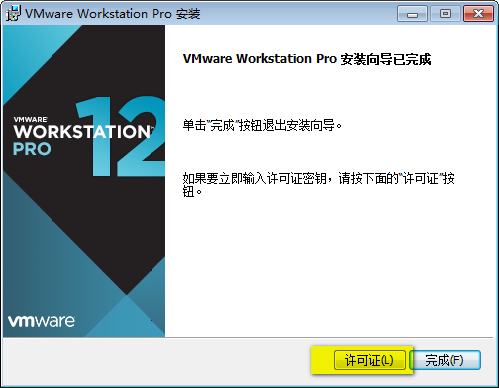 VMware Workstation Pro 安装
VMware Workstation Pro 安装向导已完成
VMWARE
WORKSTATION 12
PRO
单击"完成"按钮退出安装向导。
如果要立即输入许可证密钥，请按下面的"许可证"按
钮。
vmware
许可证(L)
完成(F)